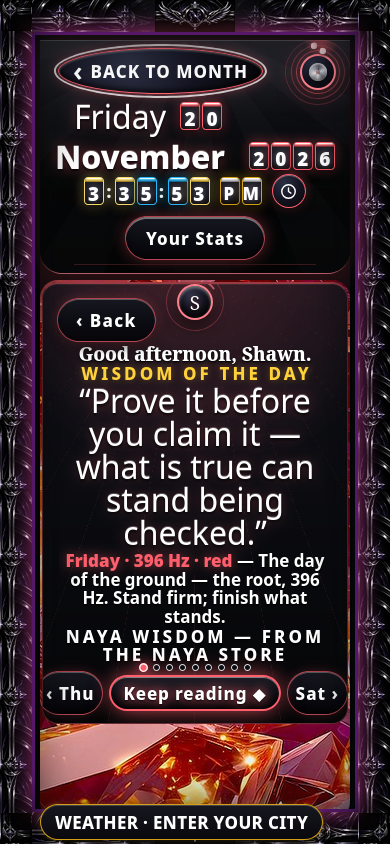 ‹ BACK TO MONTH
Friday 20
November 2026
3:35:53 PM
Your Stats
S
‹ Back
Good afternoon, Shawn.
WISDOM OF THE DAY
“Prove it before
you claim it —
what is true can
stand being
checked.”
Friday · 396 Hz · red — The day
of the ground — the root, 396
Hz. Stand firm; finish what
stands.
NAYA WISDOM — FROM
THE NAYA STORE
‹ Thu
Keep reading ◆
Sat ›
WEATHER · ENTER YOUR CITY